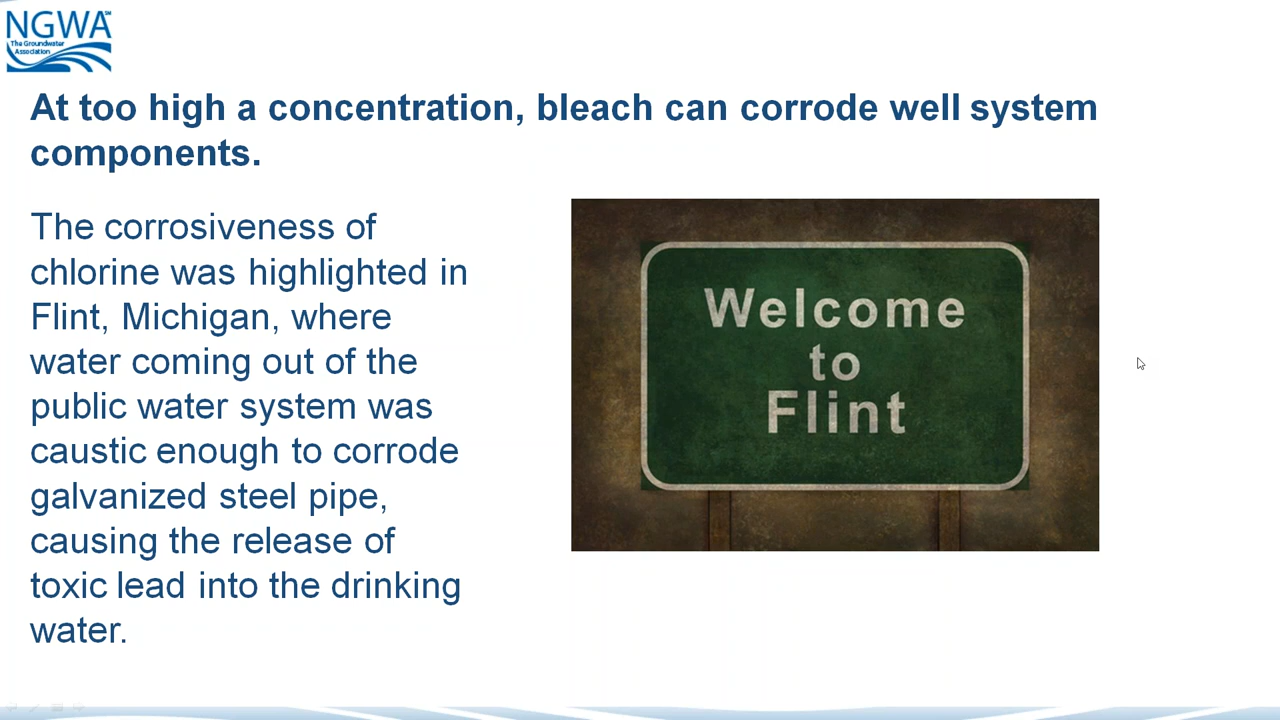 NGWA
The Groundwater
Association
At too high a concentration, bleach can corrode well system
components.
The corrosiveness of
chlorine was highlighted in
Flint, Michigan, where
water coming out of the
public water system was
caustic enough to corrode
galvanized steel pipe,
causing the release of
toxic lead into the drinking
water.
Welcome
to
Flint